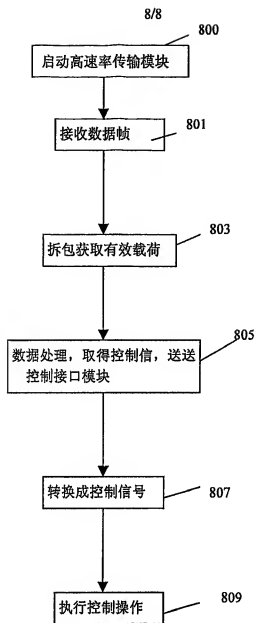 8/8
800
启动高速率传输模块
接收数据帧
801
拆包获取有效载荷
803
数据处理，取得控制信，送送
控制接口模块
805
转换成控制信号
807
执行控制操作
809